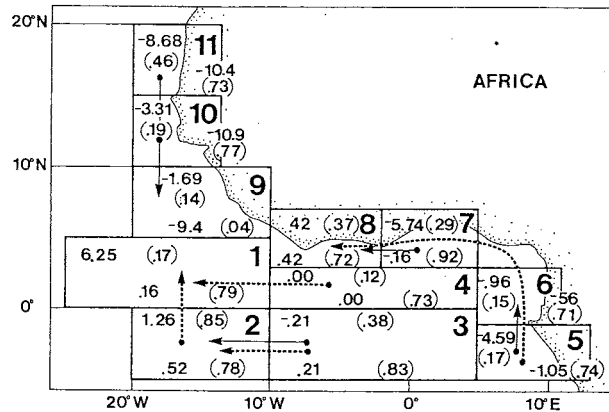 20°N
-8.68 11
(.46)
-10.4
(.73)
AFRICA
-3.31 10
(.19)
-10.9
(.77)
10°N
-1.69 9
(.14)
-9.4 (.04)
.42 (.37) 8 -5.74 (.29) 7
.42 (.72) -.16 (.92)
6.25 (.17) 1
.16 (.79)
.00 (.12) 4
.00 (.73)
-.96 6
(.15)
-.56
(.71)
0°
1.26 (.85) 2 -.21 (.38) 3
-4.59 5
(.17)
.52 (.78) .21 (.83)
-1.05 (.74)
20°W 10°W 0° 10°E